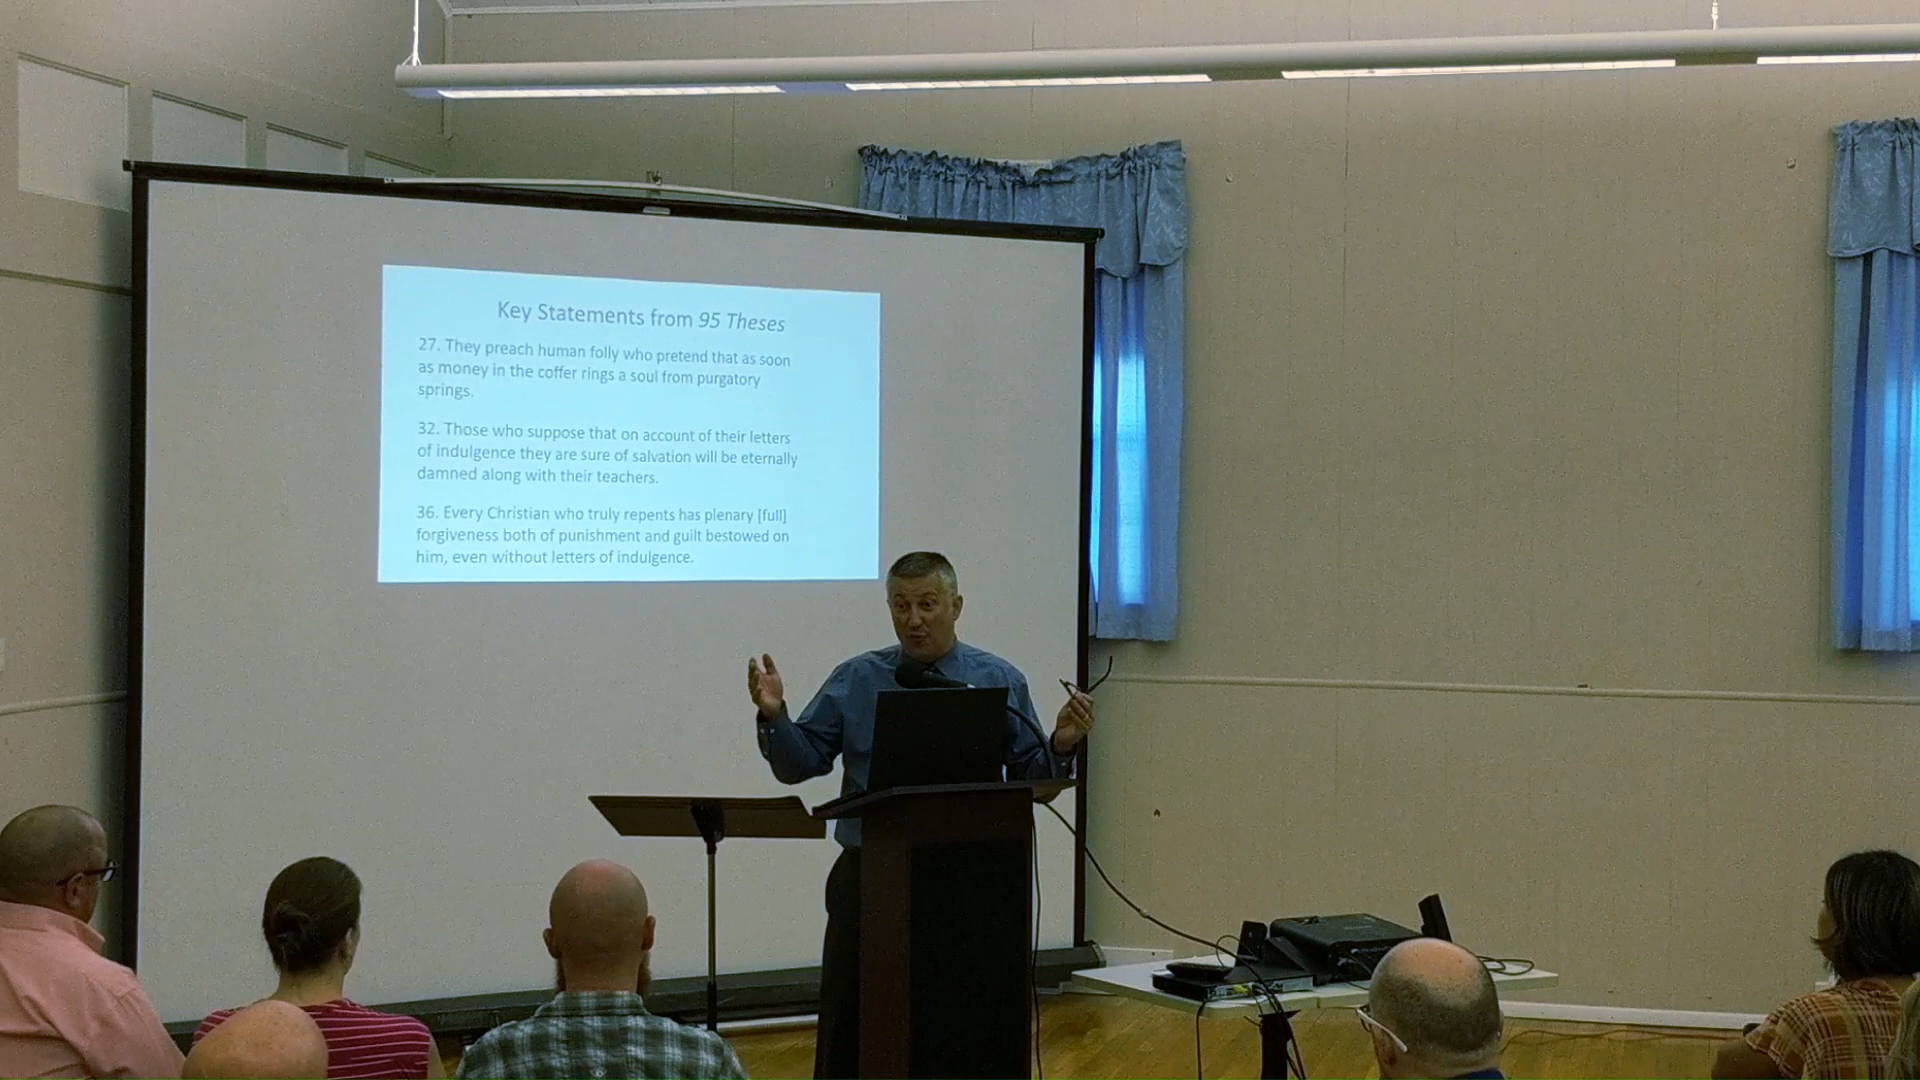 Key Statements from 95 Theses
27. They preach human folly who pretend that as soon
as money in the coffer rings a soul from purgatory
springs.
32. Those who suppose that on account of their letters
of indulgence they are sure of salvation will be eternally
damned along with their teachers.
36. Every Christian who truly repents has plenary [full]
forgiveness both of punishment and guilt bestowed on
him, even without letters of indulgence.